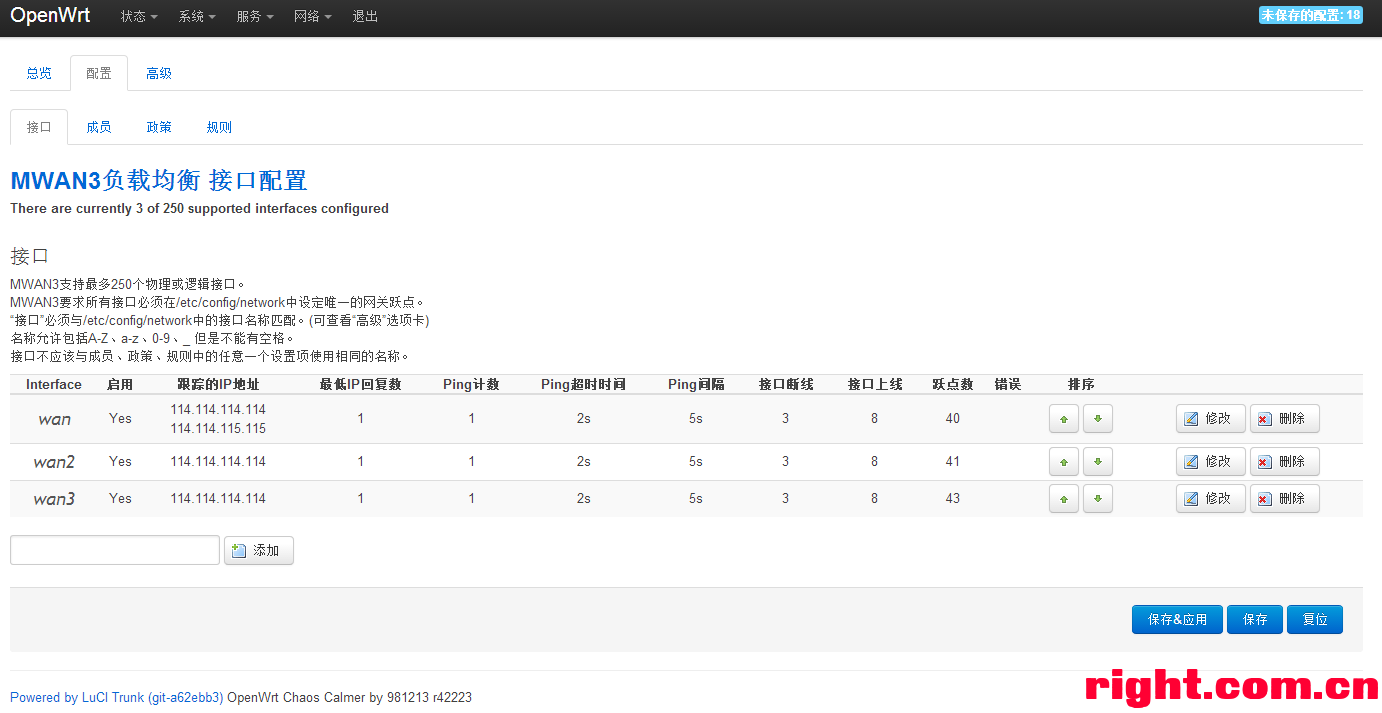 OpenWrt 状态 系统 服务 网络 退出 未保存的配置: 18
总览 配置 高级
接口 成员 政策 规则
MWAN3负载均衡 接口配置
There are currently 3 of 250 supported interfaces configured
接口
MWAN3支持最多250个物理或逻辑接口。
MWAN3要求所有接口必须在/etc/config/network中设定唯一的网关跃点。
“接口”必须与/etc/config/network中的接口名称匹配。(可查看“高级”选项卡)
名称允许包括A-Z、a-z、0-9、_ 但是不能有空格。
接口不应该与成员、政策、规则中的任意一个设置项使用相同的名称。
Interface 启用 跟踪的IP地址 最低IP回复数 Ping计数 Ping超时时间 Ping间隔 接口断线 接口上线 跃点数 错误 排序
wan Yes 114.114.114.114 1 1 2s 5s 3 8 40 修改 删除
114.114.115.115
wan2 Yes 114.114.114.114 1 1 2s 5s 3 8 41 修改 删除
wan3 Yes 114.114.114.114 1 1 2s 5s 3 8 43 修改 删除
添加
保存&应用 保存 复位
Powered by LuCI Trunk (git-a62ebb3) OpenWrt Chaos Calmer by 981213 r42223
right.com.cn